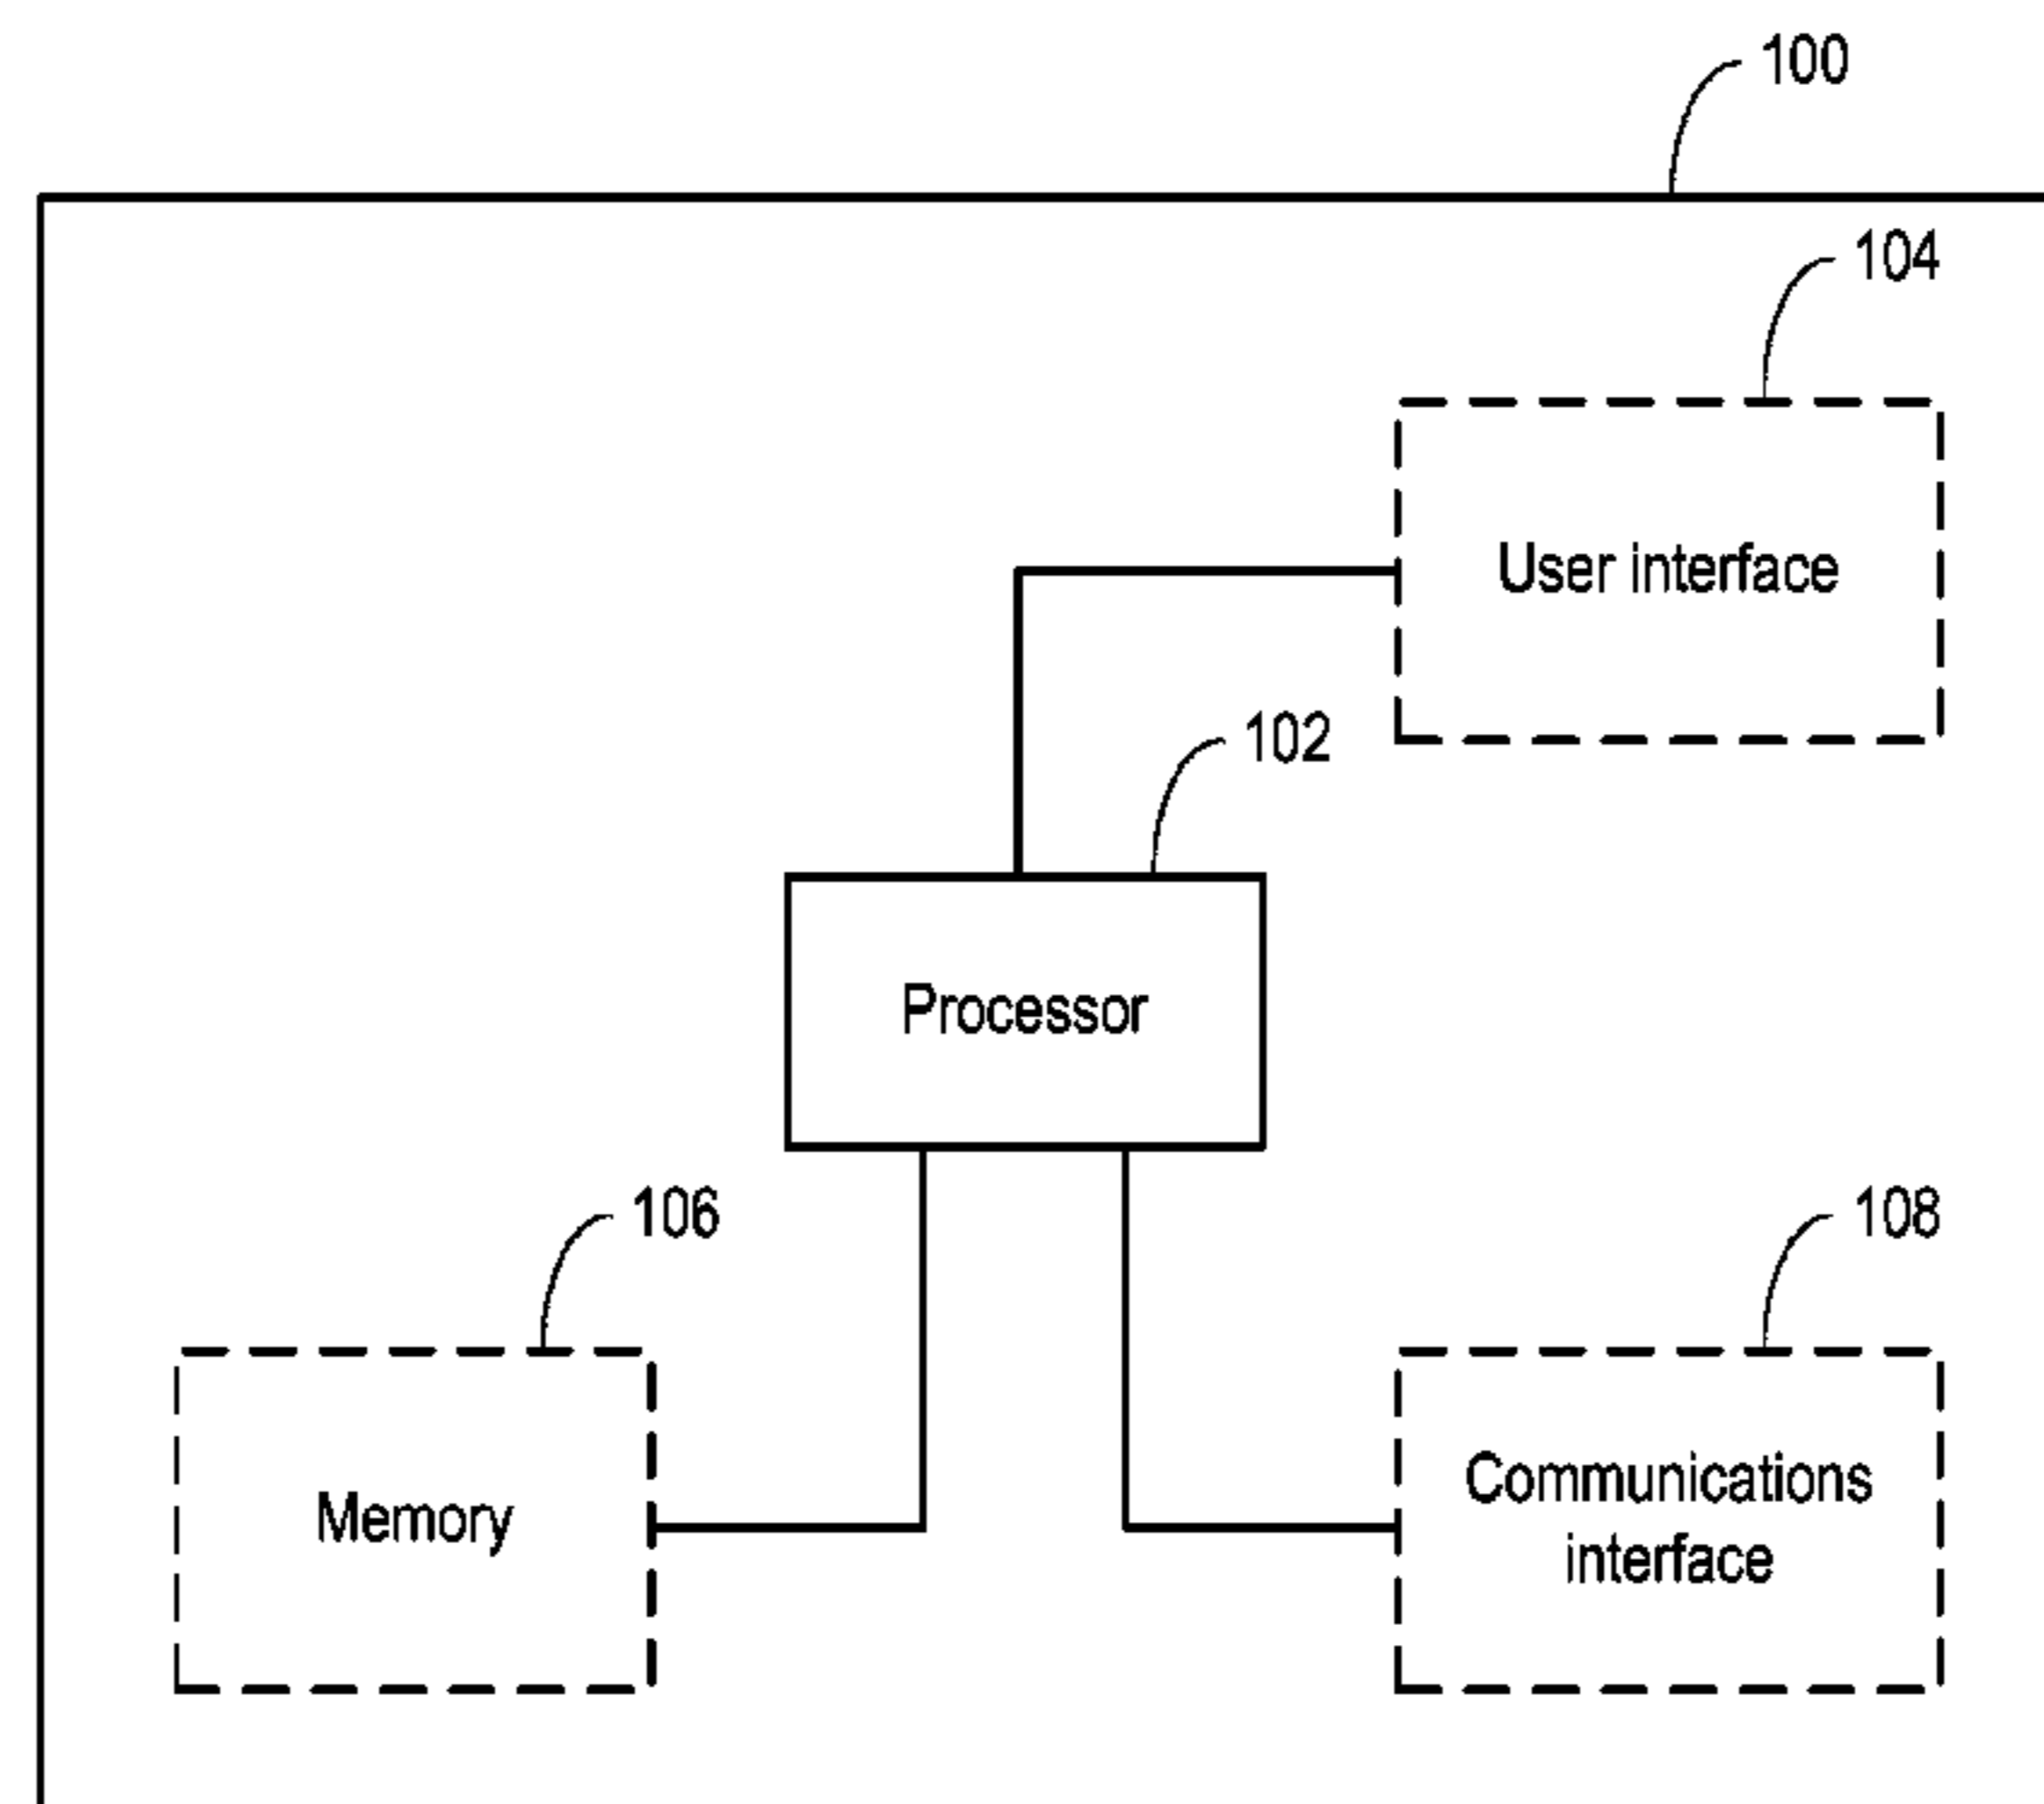 100
104
User interface
102
Processor
106
108
Memory
Communications
interface